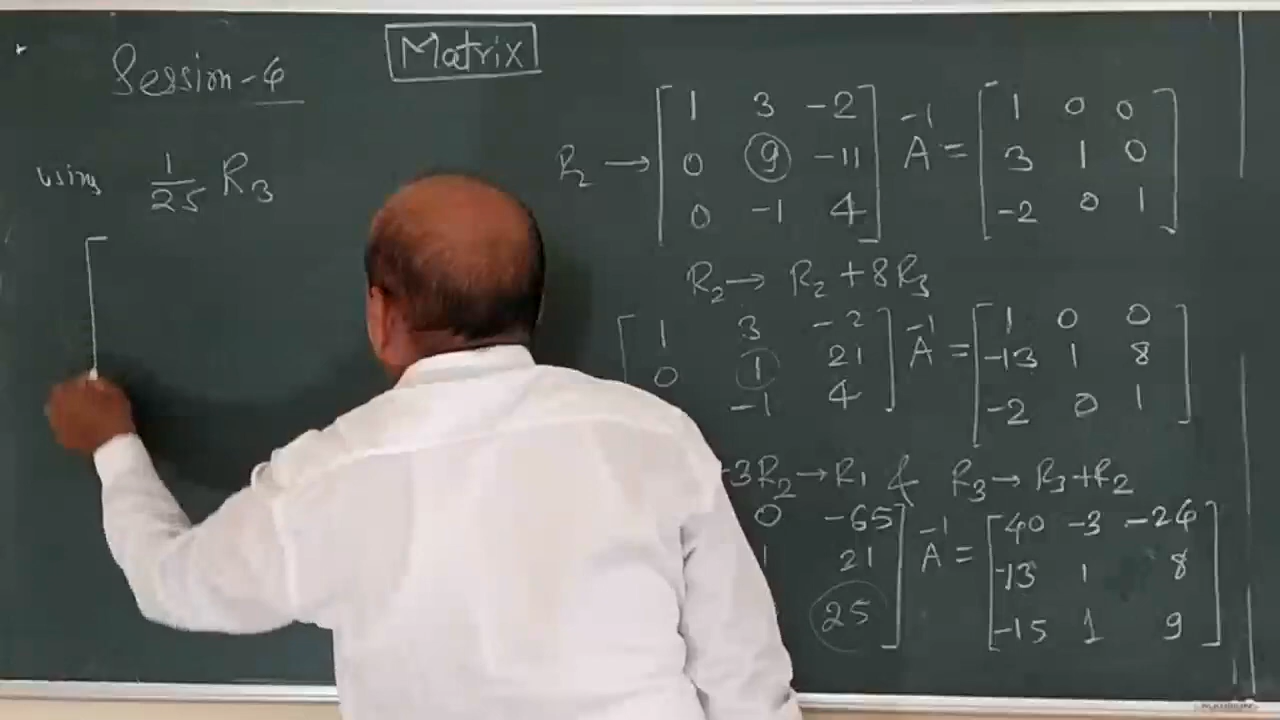 Matrix
Session-4
using 1/25 R3
R2 → [1 3 -2] A^-1 = [1 0 0]
[0 9 -11] [3 1 0]
[0 -1 4] [-2 0 1]
R2 → R2 + 8R3
[1 3 -2] A^-1 = [1 0 0]
[0 1 21] [-13 1 8]
-1 4] [-2 0 1]
-3R2 → R1 & R3 → R3+R2
0 -65] A^-1 = [40 -3 -24]
1 21] [-13 1 8]
25] [-15 1 9]